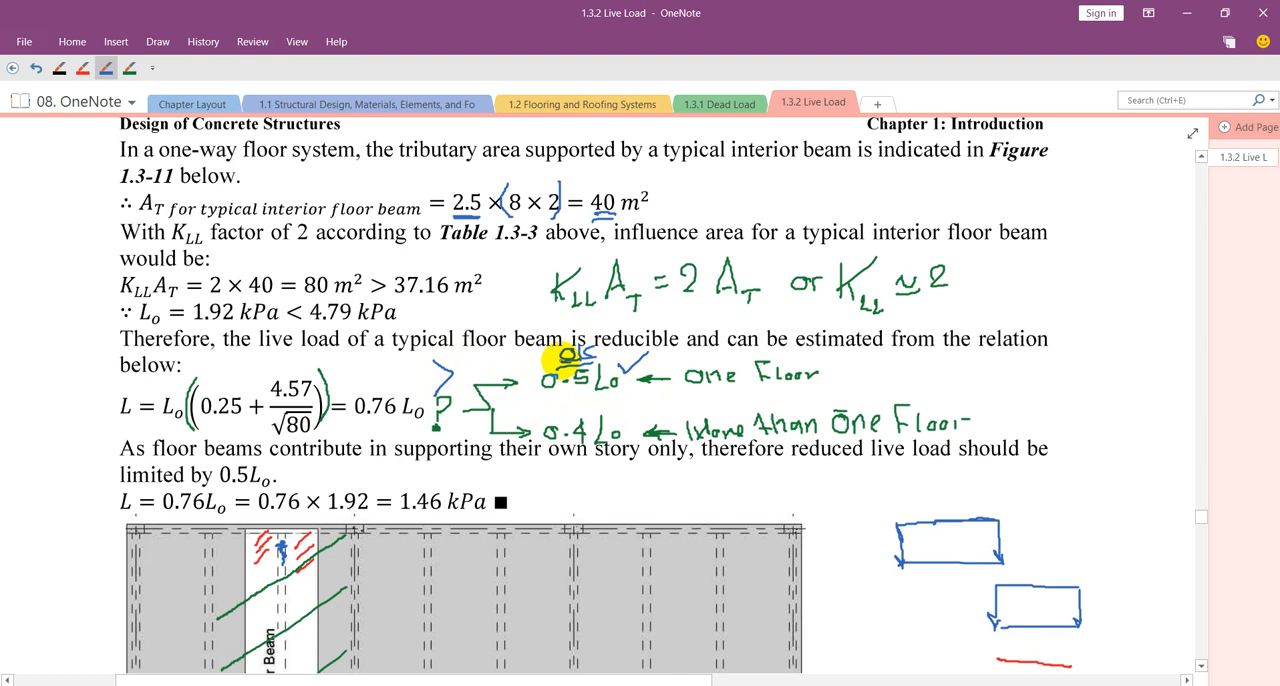 1.3.2 Live Load - OneNote
Sign in
File Home Insert Draw History Review View Help
08. OneNote
Chapter Layout
1.1 Structural Design, Materials, Elements, and Fo
1.2 Flooring and Roofing Systems
1.3.1 Dead Load
1.3.2 Live Load
+
Search (Ctrl+E)
Add Page
1.3.2 Live L
Design of Concrete Structures Chapter 1: Introduction
In a one-way floor system, the tributary area supported by a typical interior beam is indicated in Figure
1.3-11 below.
∴ A_T for typical interior floor beam = 2.5 × (8 × 2) = 40 m²
With K_LL factor of 2 according to Table 1.3-3 above, influence area for a typical interior floor beam
would be:
K_LL A_T = 2 × 40 = 80 m² > 37.16 m²
K_LL A_T = 2 A_T or K_LL ≈ 2
∵ L_o = 1.92 kPa < 4.79 kPa
Therefore, the live load of a typical floor beam is reducible and can be estimated from the relation
below:
ok
0.5 L_o ✓ ← One Floor
L = L_o (0.25 + 4.57/√80) = 0.76 L_O > ?
0.4 L_o ← More than One Floor
As floor beams contribute in supporting their own story only, therefore reduced live load should be
limited by 0.5L_o.
L = 0.76L_o = 0.76 × 1.92 = 1.46 kPa ■
r Beam